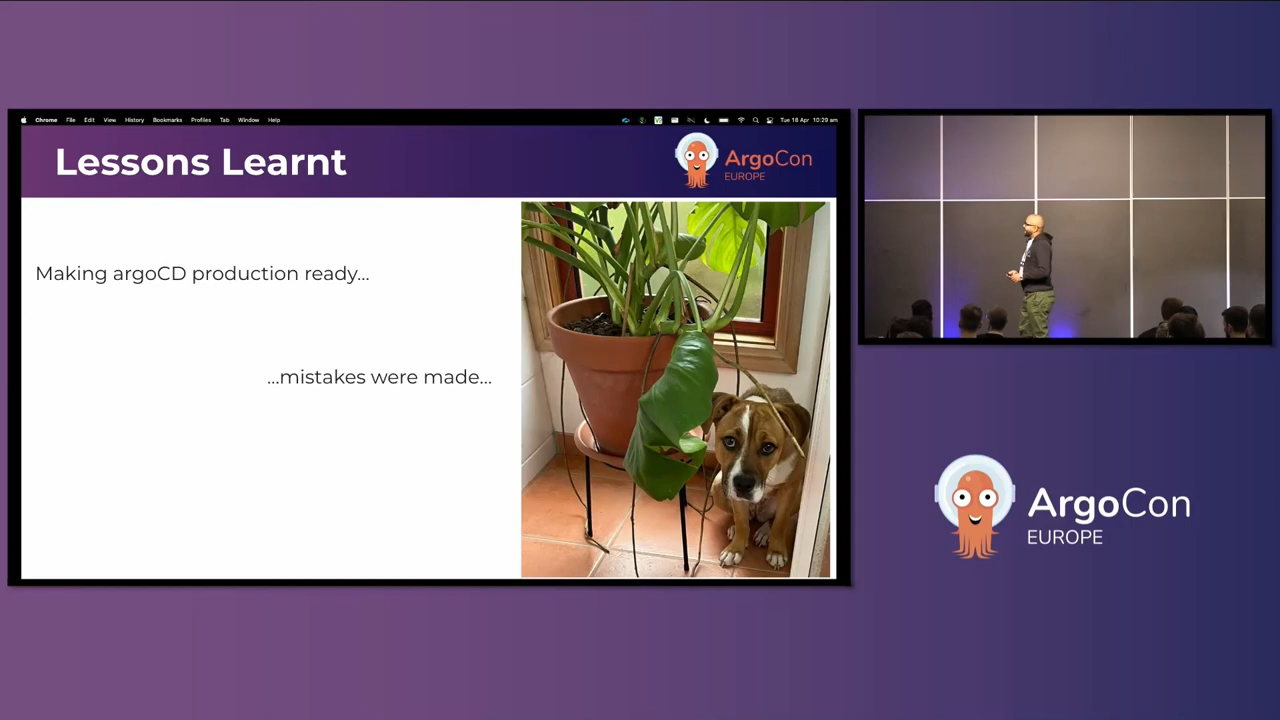 Chrome File Edit View History Bookmarks Profiles Tab Window Help
Tue 18 Apr 10:29 am
Lessons Learnt
ArgoCon
EUROPE
Making argoCD production ready...
...mistakes were made...
ArgoCon
EUROPE